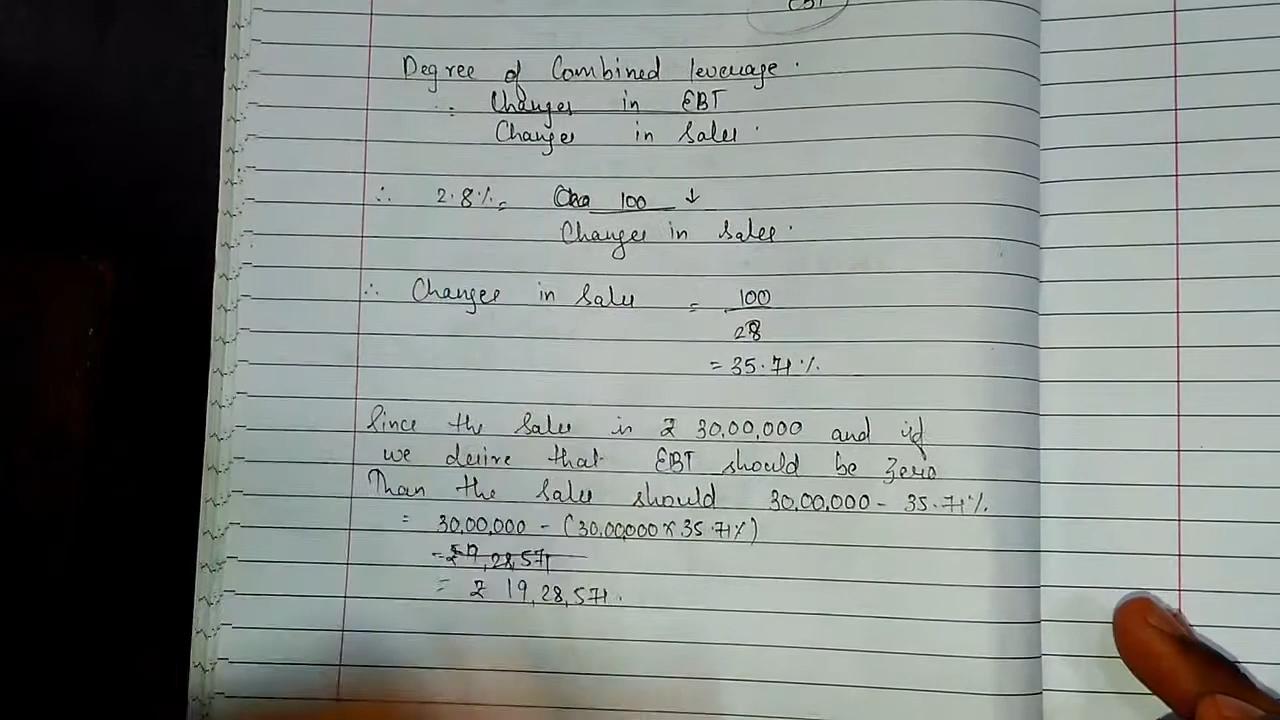 Degree of Combined leverage.
∴ Changes in EBT
Changes in Sales.
∴ 2.8% = 100 ↓
Changes in Sales.
∴ Changes in Sales = 100
28
= 35.71%
Since the Sales is ₹ 30,00,000 and if
we desire that EBT should be Zero
Than the Sales should 30,00,000 - 35.71%
= 30,00,000 - (30,00,000 × 35.71%)
= ₹ 19,28,571.